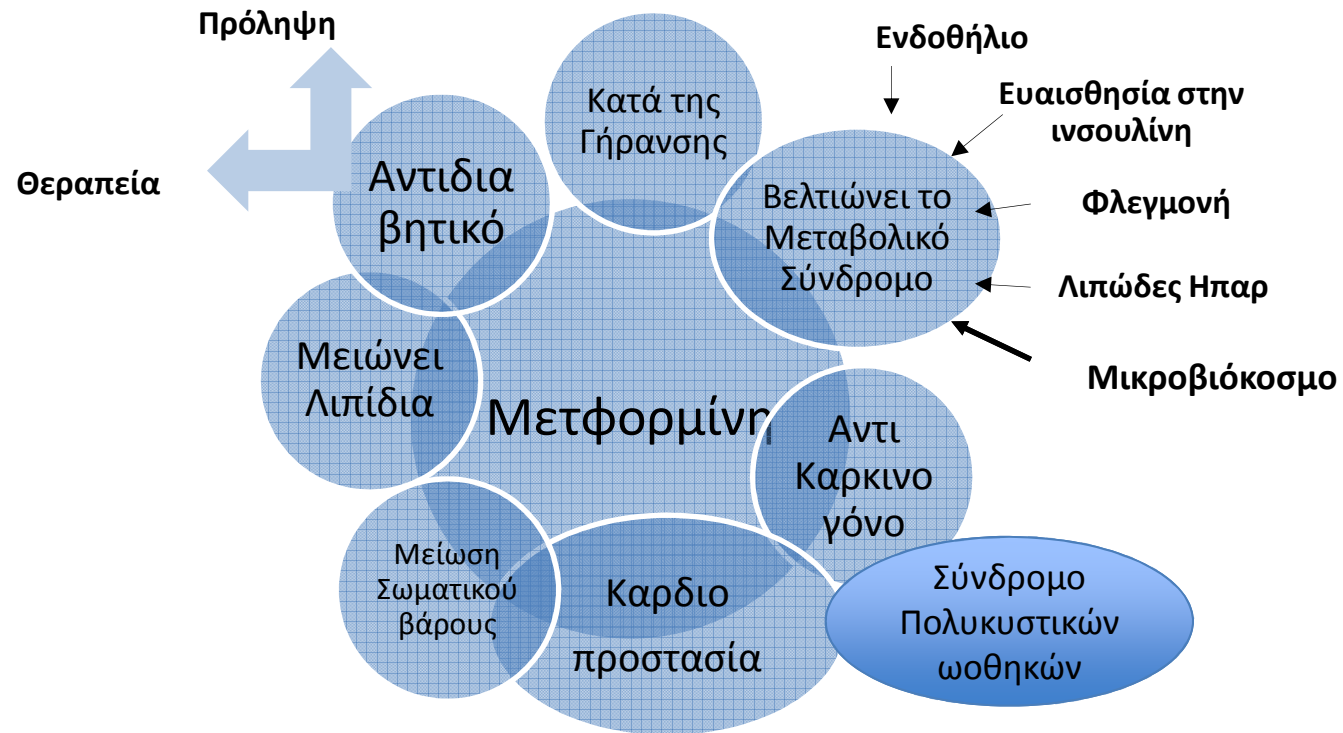 Πρόληψη
Θεραπεία
Αντιδια
βητικό
Κατά της
Γήρανσης
Ενδοθήλιο
Ευαισθησία στην
ινσουλίνη
Φλεγμονή
Λιπώδες Ηπαρ
Μικροβιόκοσμο
Βελτιώνει το
Μεταβολικό
Σύνδρομο
Μειώνει
Λιπίδια
Μετφορμίνη
Αντι
Καρκινο
γόνο
Μείωση
Σωματικού
βάρους
Καρδιο
προστασία
Σύνδρομο
Πολυκυστικών
ωοθηκών